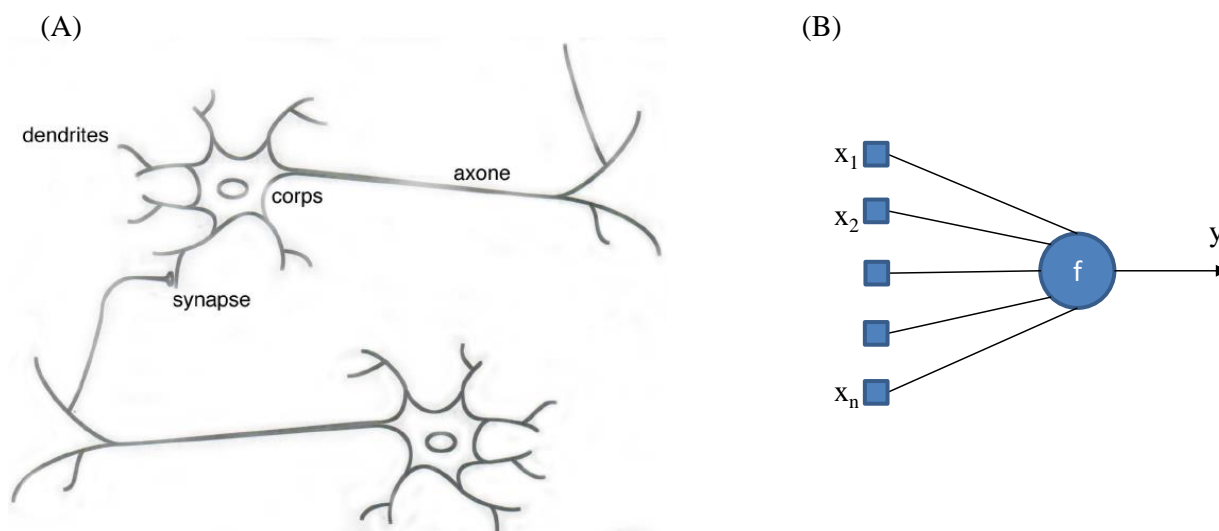 (A)
dendrites
axone
corps
synapse
(B)
x1
x2
xn
f
y